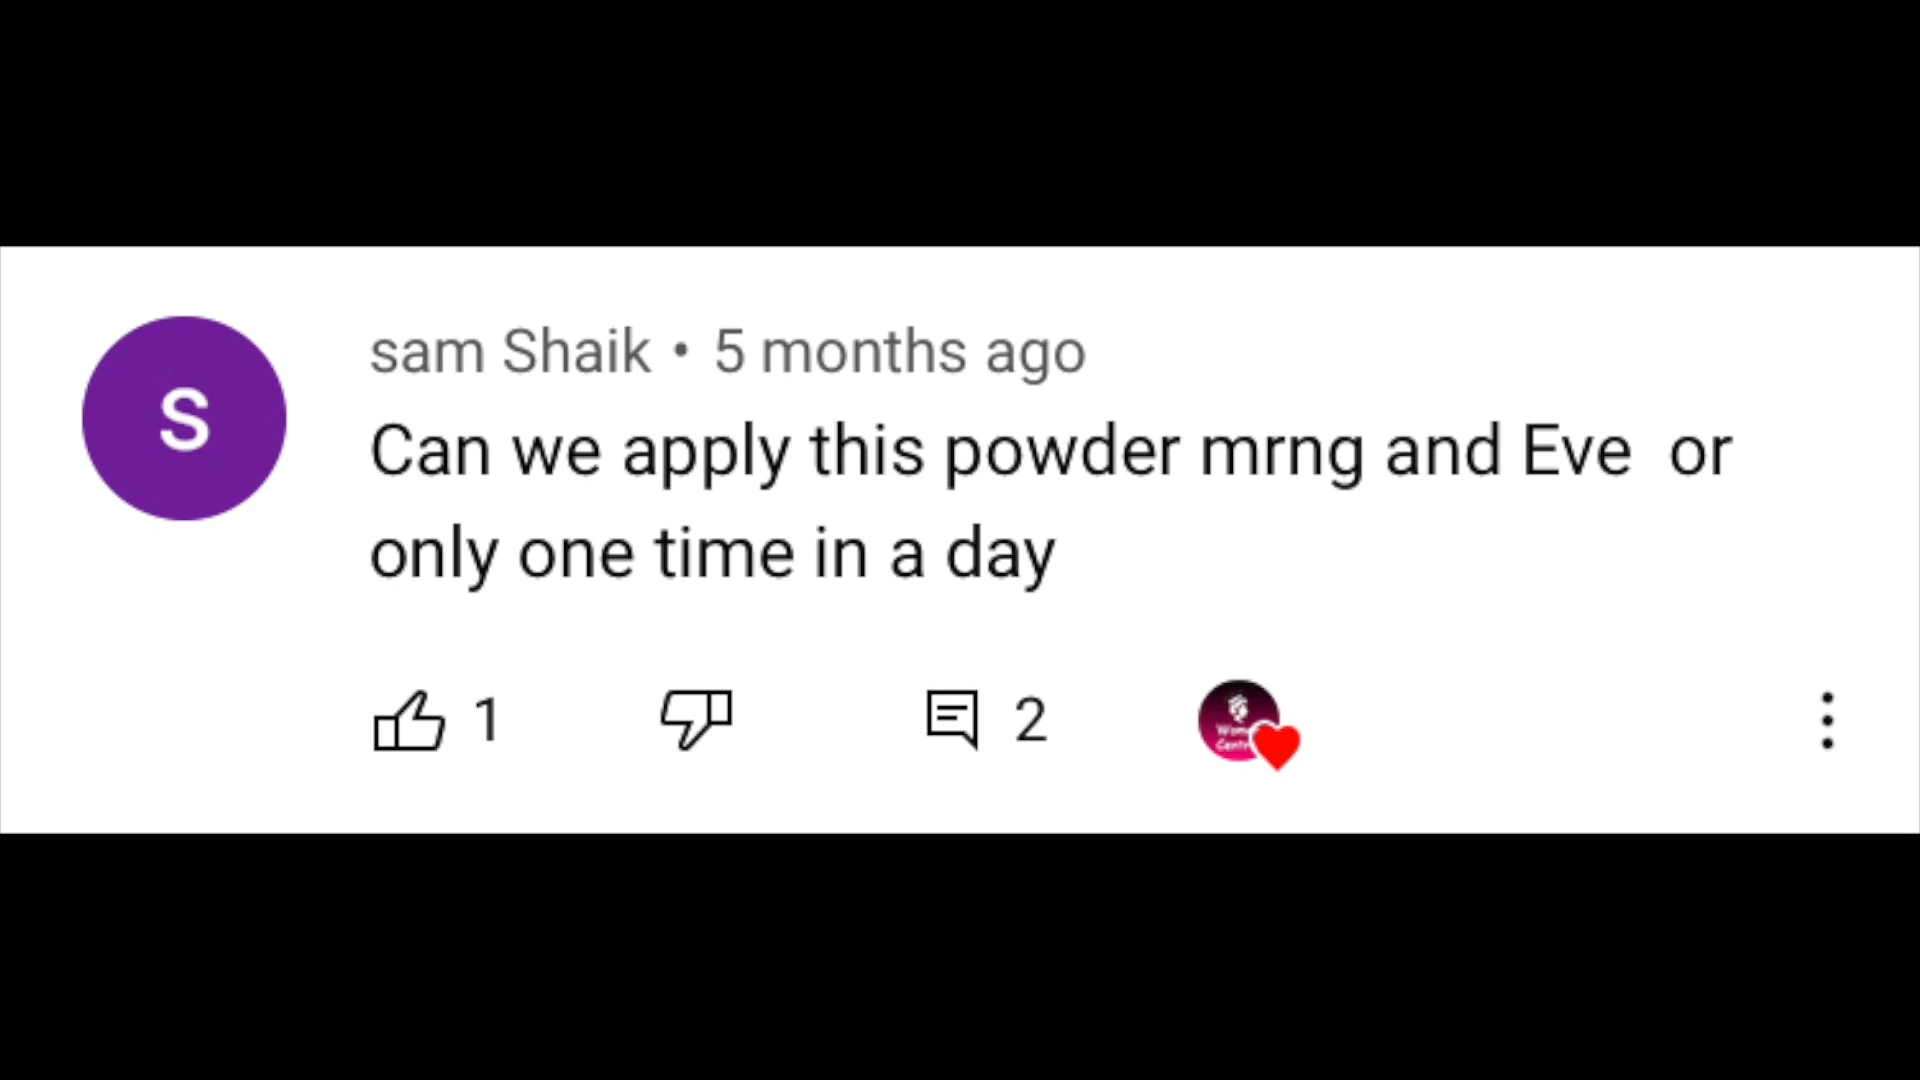 S
sam Shaik • 5 months ago
Can we apply this powder mrng and Eve  or
only one time in a day
1
2